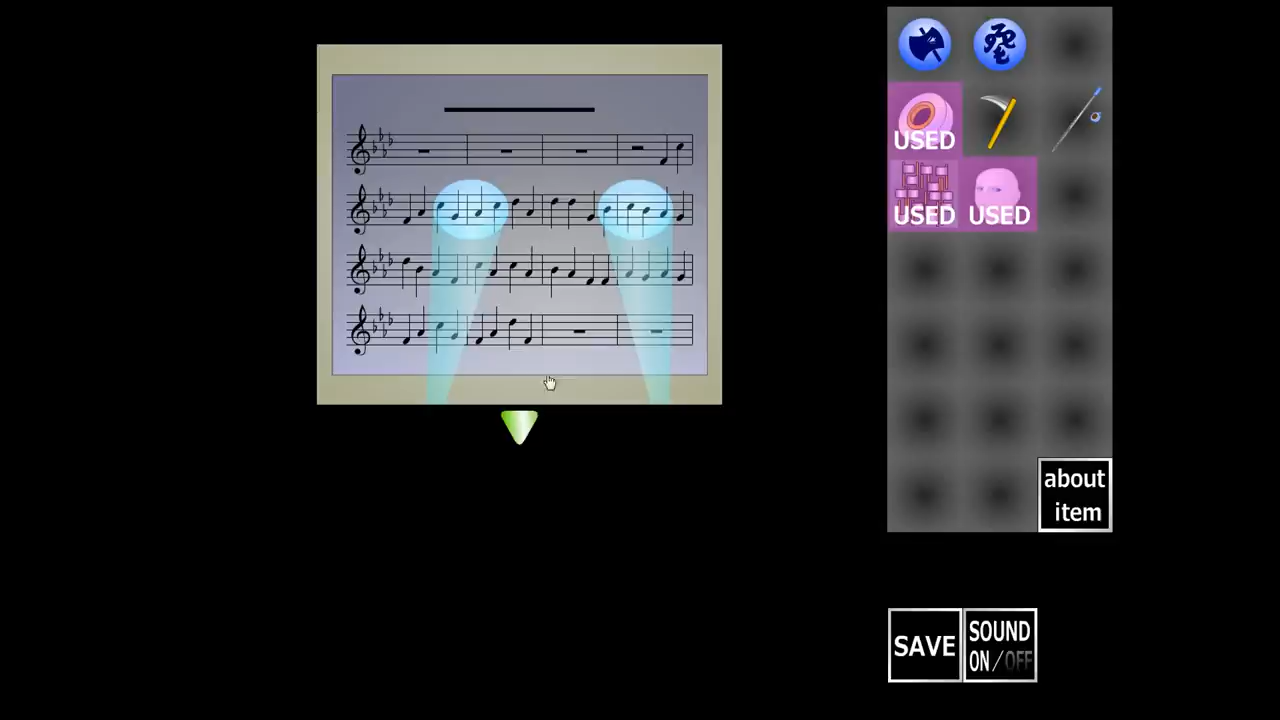 USED
USED
USED
about
item
SAVE
SOUND
ON/OFF